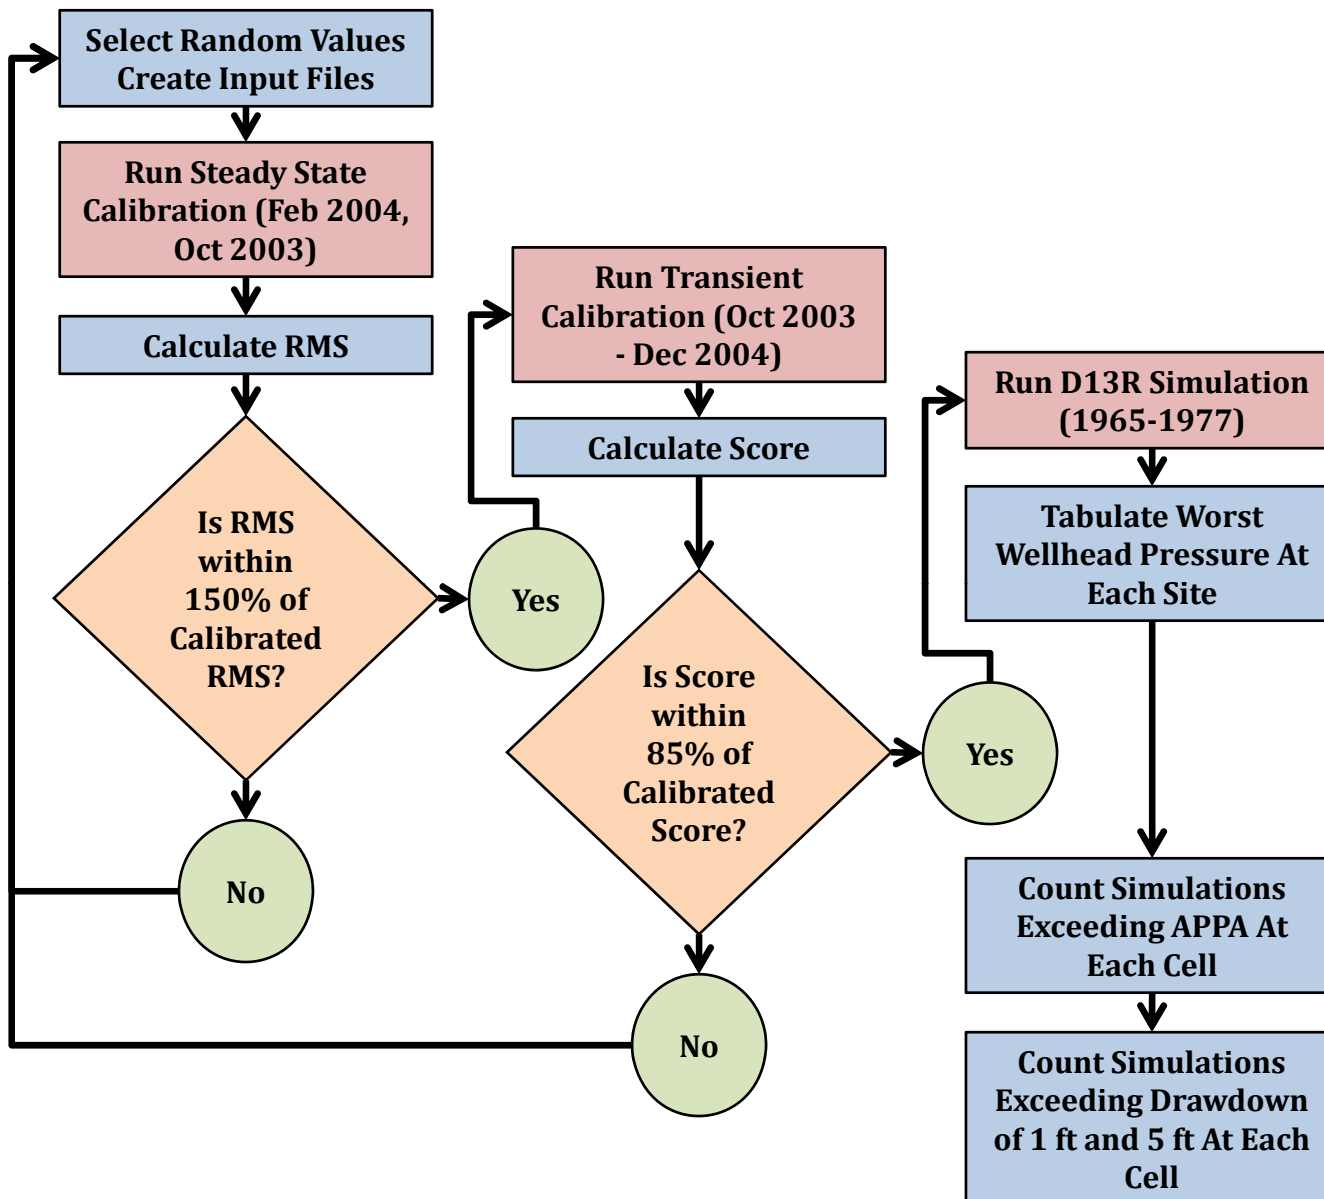 Select Random Values
Create Input Files
Run Steady State
Calibration (Feb 2004,
Oct 2003)
Calculate RMS
Is RMS
within
150% of
Calibrated
RMS?
Yes
No
Run Transient
Calibration (Oct 2003
- Dec 2004)
Calculate Score
Is Score
within
85% of
Calibrated
Score?
Yes
No
Run D13R Simulation
(1965-1977)
Tabulate Worst
Wellhead Pressure At
Each Site
Count Simulations
Exceeding APPA At
Each Cell
Count Simulations
Exceeding Drawdown
of 1 ft and 5 ft At Each
Cell